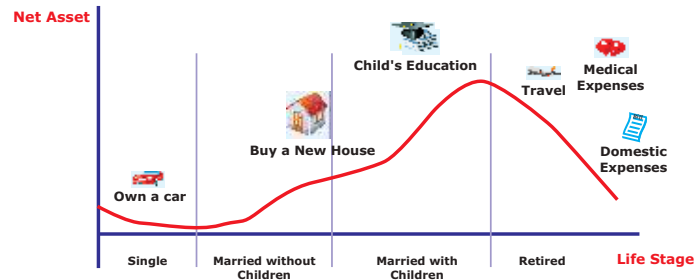 Net Asset
Child's Education
Medical
Expenses
Travel
Buy a New House
Domestic
Expenses
Own a car
Single
Married without
Children
Married with
Children
Retired
Life Stage